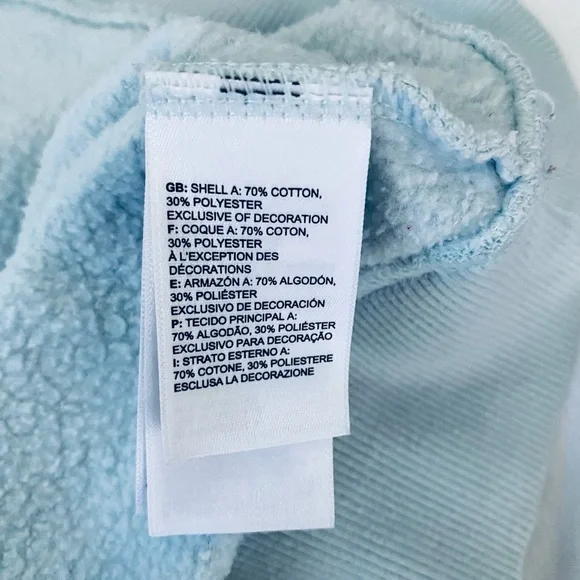 GB: SHELL A: 70% COTTON,
30% POLYESTER
EXCLUSIVE OF DECORATION
F: COQUE A: 70% COTON,
30% POLYESTER
À L'EXCEPTION DES
DÉCORATIONS
E: ARMAZÓN A: 70% ALGODÓN,
30% POLIÉSTER
EXCLUSIVO DE DECORACIÓN
P: TECIDO PRINCIPAL A:
70% ALGODÃO, 30% POLIÉSTER
EXCLUSIVO PARA DECORAÇÃO
I: STRATO ESTERNO A:
70% COTONE, 30% POLIESTERE
ESCLUSA LA DECORAZIONE